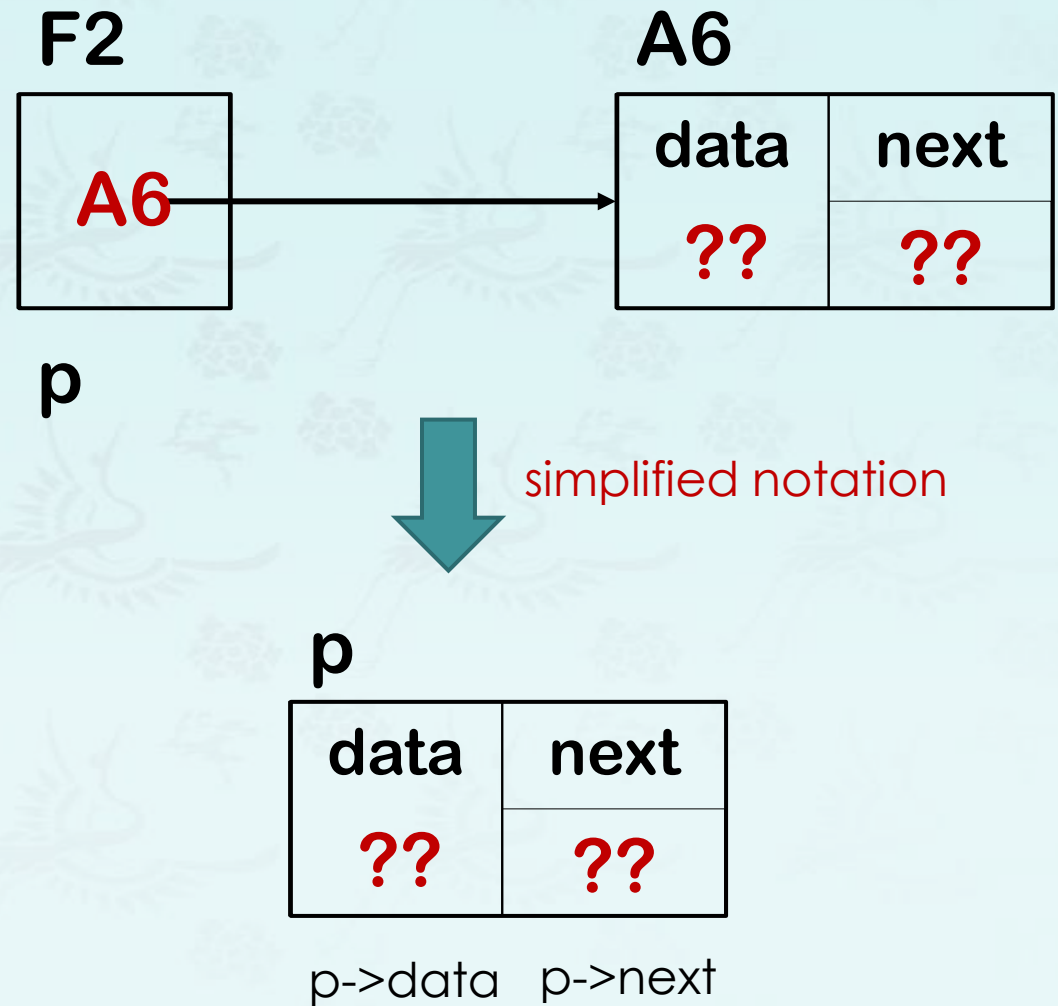 F2 A6
A6 data next
?? ??
p
simplified notation
p
data next
?? ??
p->data p->next